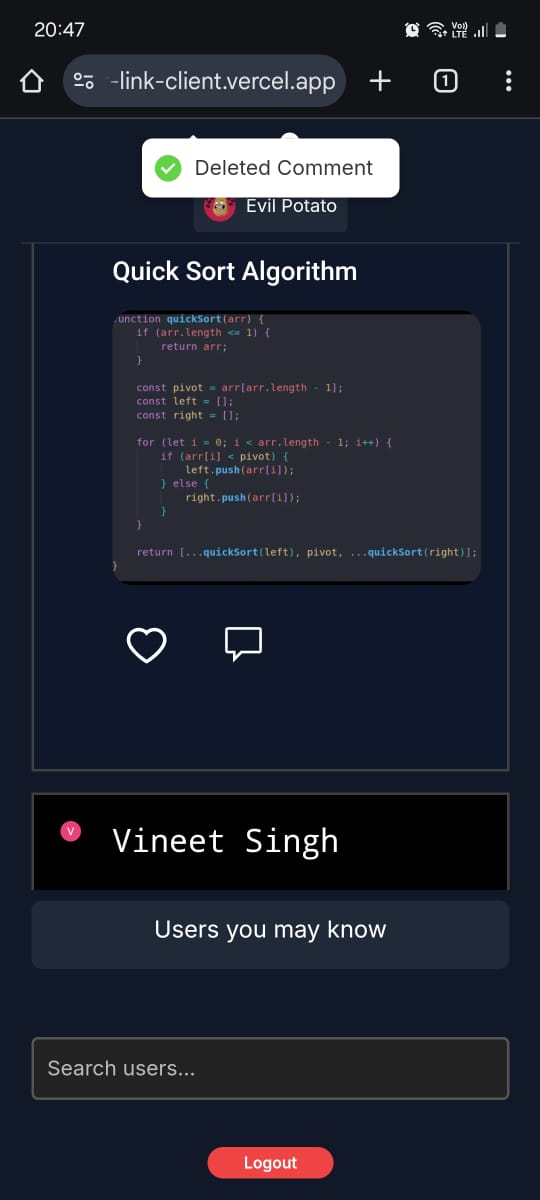 20:47
Vo))
LTE
-link-client.vercel.app
1
Deleted Comment
Evil Potato
Quick Sort Algorithm
unction quickSort(arr) {
if (arr.length <= 1) {
return arr;
}
const pivot = arr[arr.length - 1];
const left = [];
const right = [];
for (let i = 0; i < arr.length - 1; i++) {
if (arr[i] < pivot) {
left.push(arr[i]);
} else {
right.push(arr[i]);
}
}
return [...quickSort(left), pivot, ...quickSort(right)];
}
V
Vineet Singh
Users you may know
Search users...
Logout